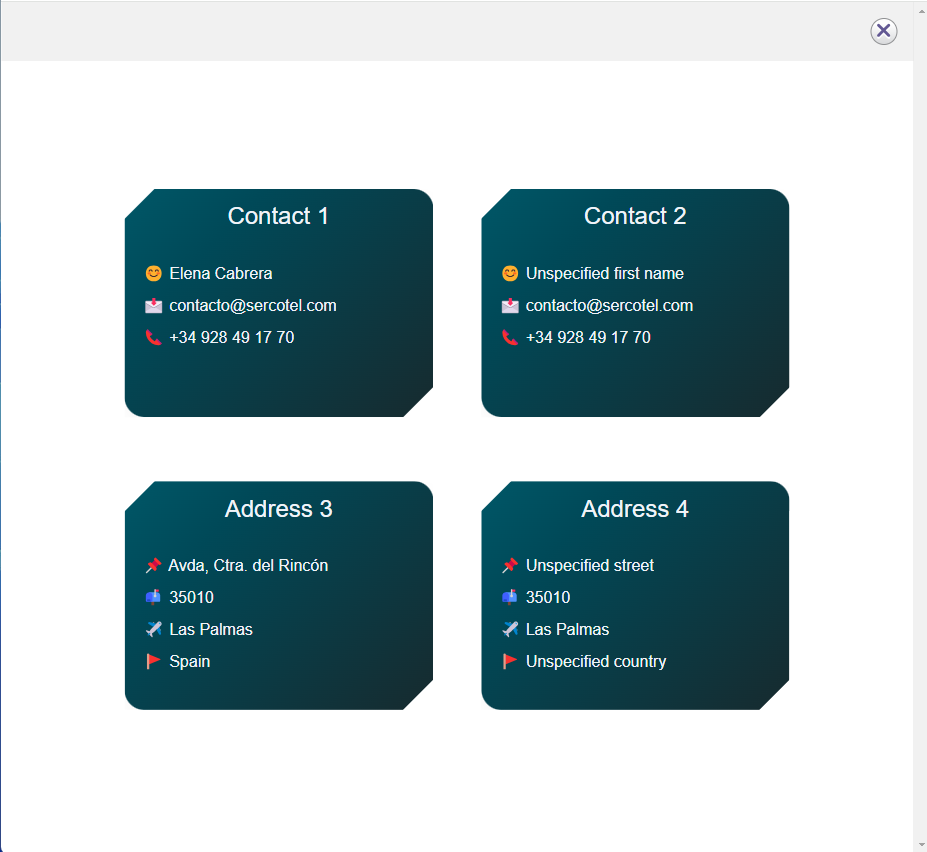 Contact 1
Elena Cabrera
contacto@sercotel.com
+34 928 49 17 70
Contact 2
Unspecified first name
contacto@sercotel.com
+34 928 49 17 70
Address 3
Avda, Ctra. del Rincón
35010
Las Palmas
Spain
Address 4
Unspecified street
35010
Las Palmas
Unspecified country